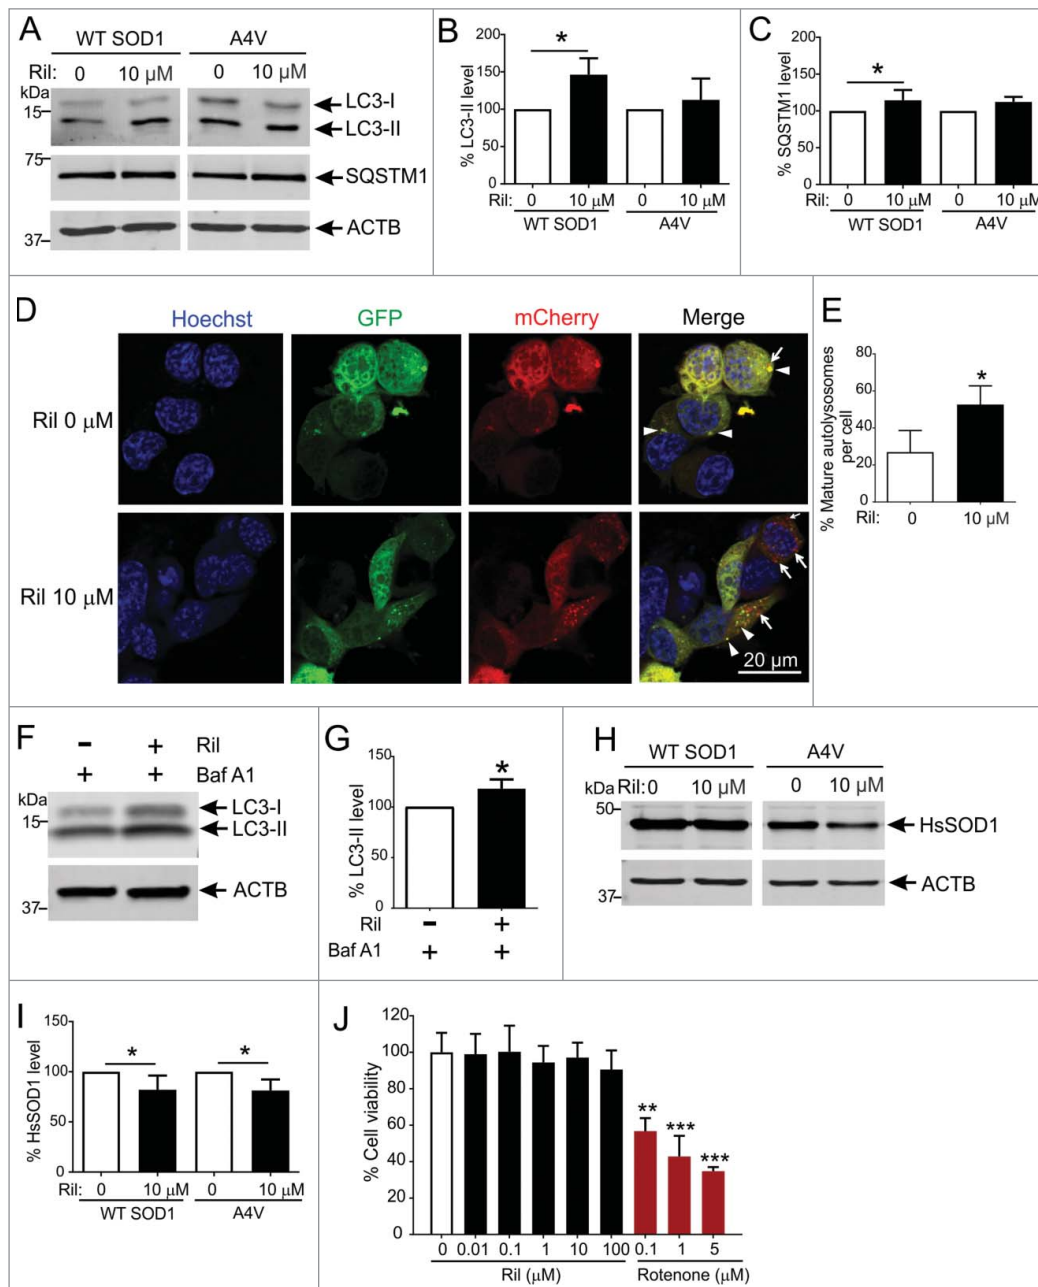 A
WT SOD1 A4V
Ril: 0 10 µM 0 10 µM
kDa
15
LC3-I
LC3-II
75
SQSTM1
37
ACTB
B
% LC3-II level
200
150
100
50
0
*
Ril: 0 10 µM 0 10 µM
WT SOD1 A4V
C
% SQSTM1 level
200
150
100
50
0
*
Ril: 0 10 µM 0 10 µM
WT SOD1 A4V
D
Hoechst GFP mCherry Merge
Ril 0 µM
Ril 10 µM
20 µm
E
% Mature autolysosomes
per cell
80
60
40
20
0
*
Ril: 0 10 µM
F
- + Ril
+ + Baf A1
kDa
15
LC3-I
LC3-II
37
ACTB
G
% LC3-II level
150
100
50
0
*
Ril - +
Baf A1 + +
H
WT SOD1 A4V
kDa Ril:0 10 µM 0 10 µM
50
HsSOD1
37
ACTB
I
% HsSOD1 level
150
100
50
0
* *
Ril: 0 10 µM 0 10 µM
WT SOD1 A4V
J
% Cell viability
120
100
80
60
40
20
0
** *** ***
0 0.01 0.1 1 10 100 0.1 1 5
Ril (µM) Rotenone (µM)